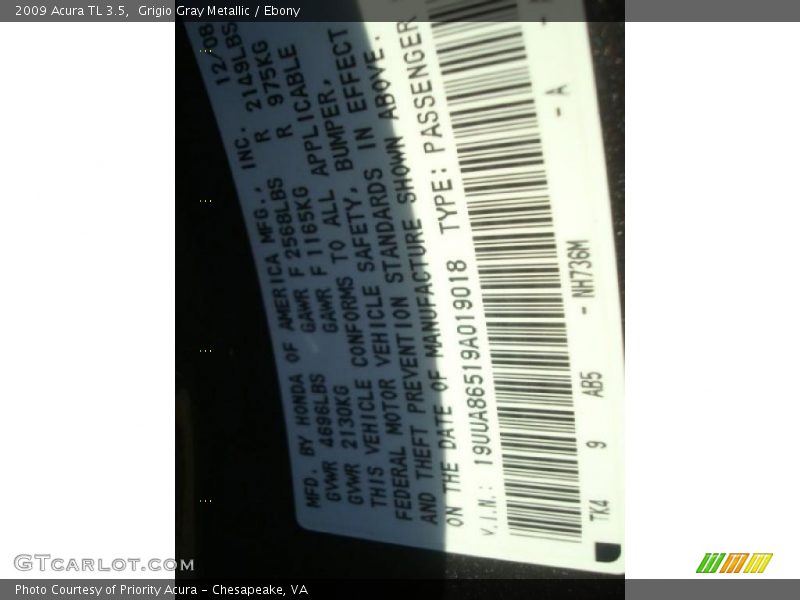 2009 Acura TL 3.5,  Grigio Gray Metallic / Ebony
MFD. BY HONDA OF AMERICA MFG., INC. 12/08
GVWR 4696LBS GAWR F 2568LBS R 2149LBS
GVWR 2130KG GAWR F 1165KG R 975KG
THIS VEHICLE CONFORMS TO ALL APPLICABLE
FEDERAL MOTOR VEHICLE SAFETY, BUMPER,
AND THEFT PREVENTION STANDARDS IN EFFECT
ON THE DATE OF MANUFACTURE SHOWN ABOVE.
V.I.N.: 19UUA86519A019018 TYPE: PASSENGER
TK4 9 AB5 - NH736M - A
GTCarLot.com
Photo Courtesy of Priority Acura – Chesapeake, VA